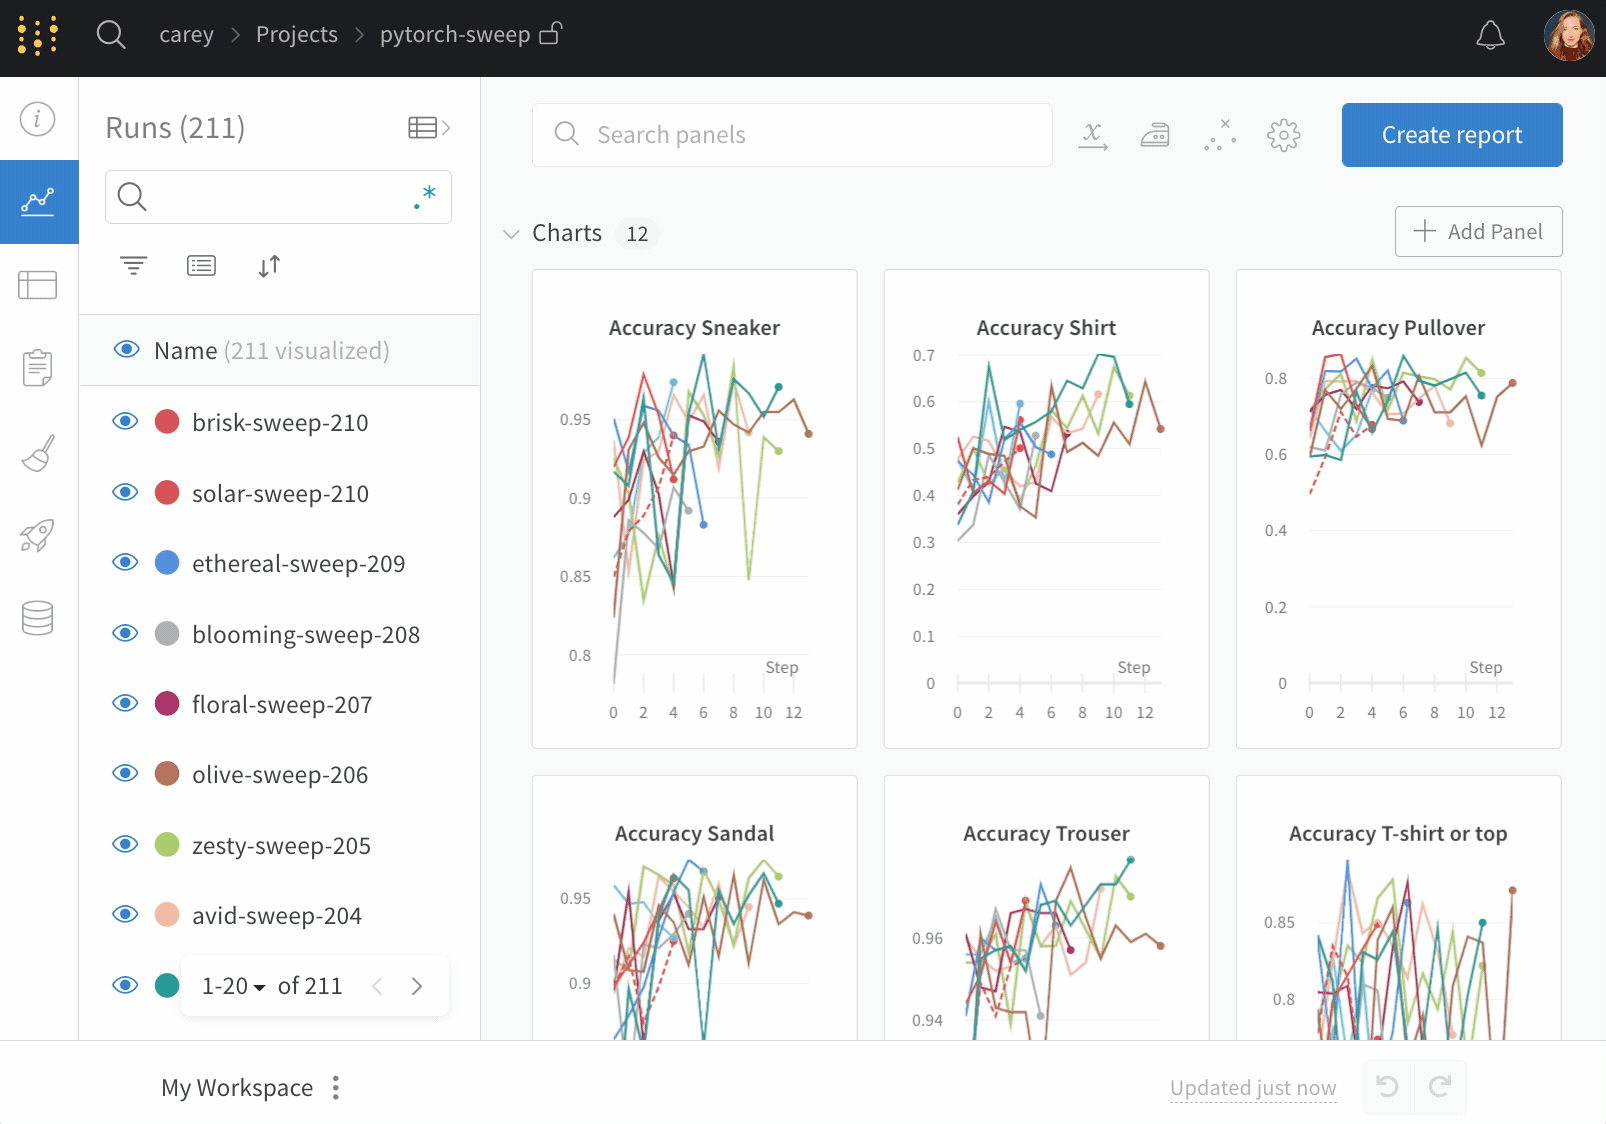 carey > Projects > pytorch-sweep
Runs (211)
.*
Name (211 visualized)
brisk-sweep-210
solar-sweep-210
ethereal-sweep-209
blooming-sweep-208
floral-sweep-207
olive-sweep-206
zesty-sweep-205
avid-sweep-204
1-20 of 211
Search panels
x
Create report
Charts 12
Add Panel
Accuracy Sneaker
0.95
0.9
0.85
0.8
Step
0 2 4 6 8 10 12
Accuracy Shirt
0.7
0.6
0.5
0.4
0.3
0.2
0.1
0
Step
0 2 4 6 8 10 12
Accuracy Pullover
0.8
0.6
0.4
0.2
0
Step
0 2 4 6 8 10 12
Accuracy Sandal
0.95
0.9
Accuracy Trouser
0.96
0.94
Accuracy T-shirt or top
0.85
0.8
My Workspace
Updated just now